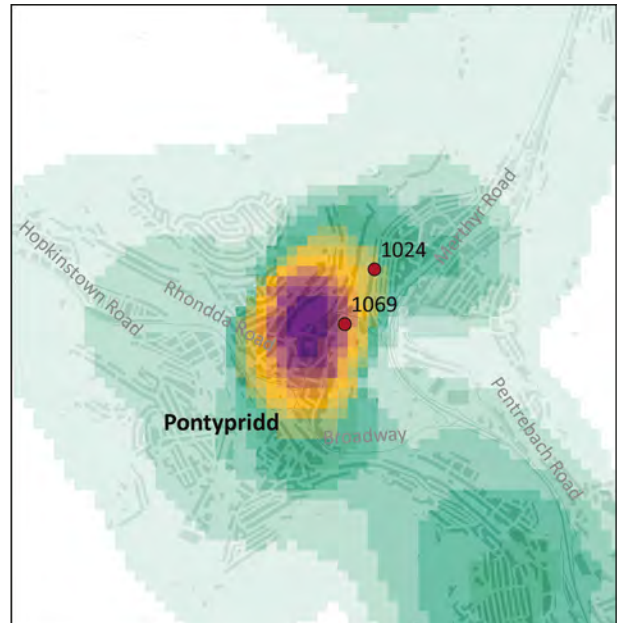 Merthyr Road
1024
Hopkinstown Road
Rhondda Road
1069
Pentrebach Road
Pontypridd
Broadway